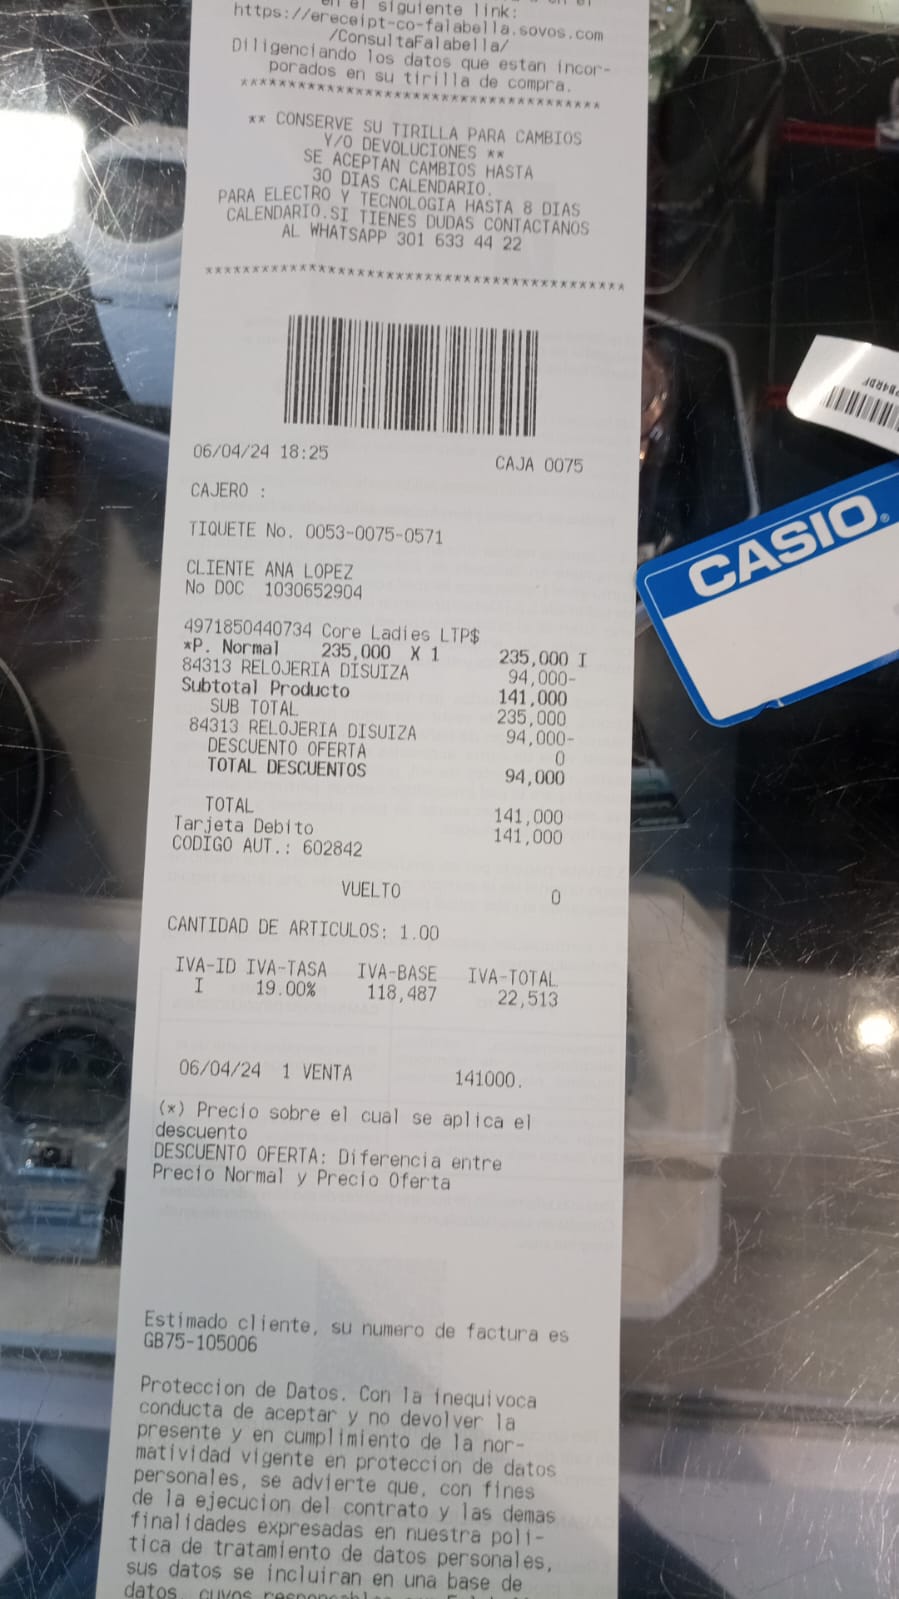 en el siguiente link:
https://ereceipt-co-falabella.sovos.com
/ConsultaFalabella/
Diligenciando los datos que estan incor-
porados en su tirilla de compra.
***************************************
** CONSERVE SU TIRILLA PARA CAMBIOS
Y/O DEVOLUCIONES **
SE ACEPTAN CAMBIOS HASTA
30 DIAS CALENDARIO.
PARA ELECTRO Y TECNOLOGIA HASTA 8 DIAS
CALENDARIO.SI TIENES DUDAS CONTACTANOS
AL WHATSAPP 301 633 44 22
******************************************
06/04/24 18:25 CAJA 0075
CAJERO :
TIQUETE No. 0053-0075-0571
CLIENTE ANA LOPEZ
No DOC 1030652904
4971850440734 Core Ladies LTP$
*P. Normal 235,000 X 1 235,000 I
84313 RELOJERIA DISUIZA 94,000-
Subtotal Producto 141,000
SUB TOTAL 235,000
84313 RELOJERIA DISUIZA 94,000-
DESCUENTO OFERTA 0
TOTAL DESCUENTOS 94,000
TOTAL 141,000
Tarjeta Debito 141,000
CODIGO AUT.: 602842
VUELTO 0
CANTIDAD DE ARTICULOS: 1.00
IVA-ID IVA-TASA IVA-BASE IVA-TOTAL
I 19.00% 118,487 22,513
06/04/24 1 VENTA 141000.
(*) Precio sobre el cual se aplica el
descuento
DESCUENTO OFERTA: Diferencia entre
Precio Normal y Precio Oferta
Estimado cliente, su numero de factura es
GB75-105006
Proteccion de Datos. Con la inequivoca
conducta de aceptar y no devolver la
presente y en cumplimiento de la nor-
matividad vigente en proteccion de datos
personales, se advierte que, con fines
de la ejecucion del contrato y las demas
finalidades expresadas en nuestra poli-
tica de tratamiento de datos personales,
sus datos se incluiran en una base de
datos, cuyos
CASIO®